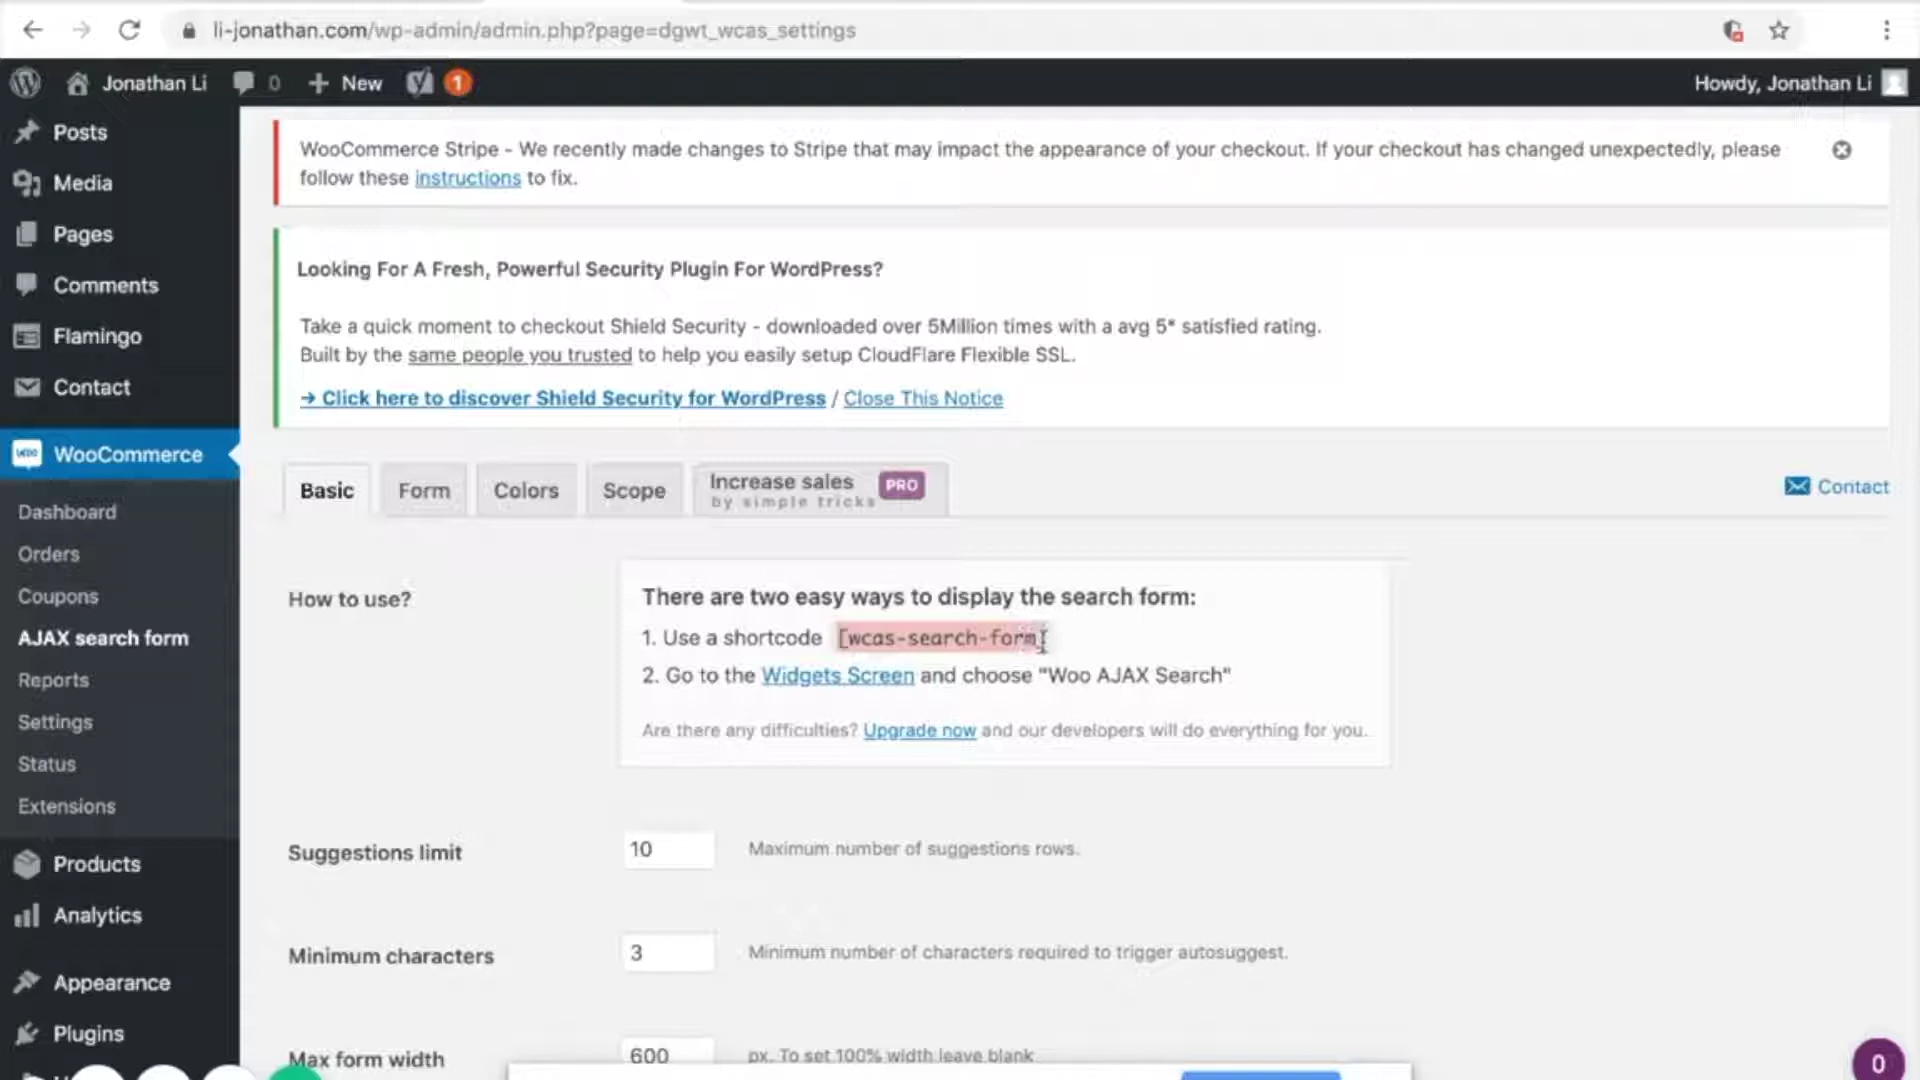 li-jonathan.com/wp-admin/admin.php?page=dgwt_wcas_settings
Jonathan Li
0
New
1
Howdy, Jonathan Li
Posts
Media
Pages
Comments
Flamingo
Contact
WooCommerce
Dashboard
Orders
Coupons
AJAX search form
Reports
Settings
Status
Extensions
Products
Analytics
Appearance
Plugins
WooCommerce Stripe - We recently made changes to Stripe that may impact the appearance of your checkout. If your checkout has changed unexpectedly, please
follow these instructions to fix.
Looking For A Fresh, Powerful Security Plugin For WordPress?
Take a quick moment to checkout Shield Security - downloaded over 5Million times with a avg 5* satisfied rating.
Built by the same people you trusted to help you easily setup CloudFlare Flexible SSL.
→ Click here to discover Shield Security for WordPress / Close This Notice
Basic
Form
Colors
Scope
Increase sales PRO
by simple tricks
Contact
How to use?
There are two easy ways to display the search form:
1. Use a shortcode [wcas-search-form]
2. Go to the Widgets Screen and choose "Woo AJAX Search"
Are there any difficulties? Upgrade now and our developers will do everything for you.
Suggestions limit
10
Maximum number of suggestions rows.
Minimum characters
3
Minimum number of characters required to trigger autosuggest.
Max form width
600
px. To set 100% width leave blank
0